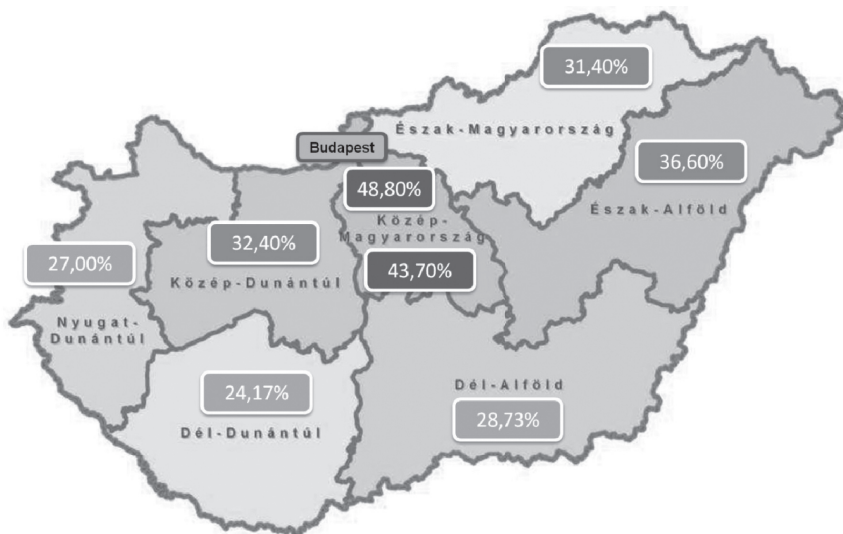 31,40%
Észak-Magyarország
Budapest
36,60%
48,80%
Észak-Alföld
Közép-
Magyarország
32,40%
27,00%
43,70%
Közép-Dunántúl
Nyugat-
Dunántúl
24,17%
Dél-Alföld
28,73%
Dél-Dunántúl